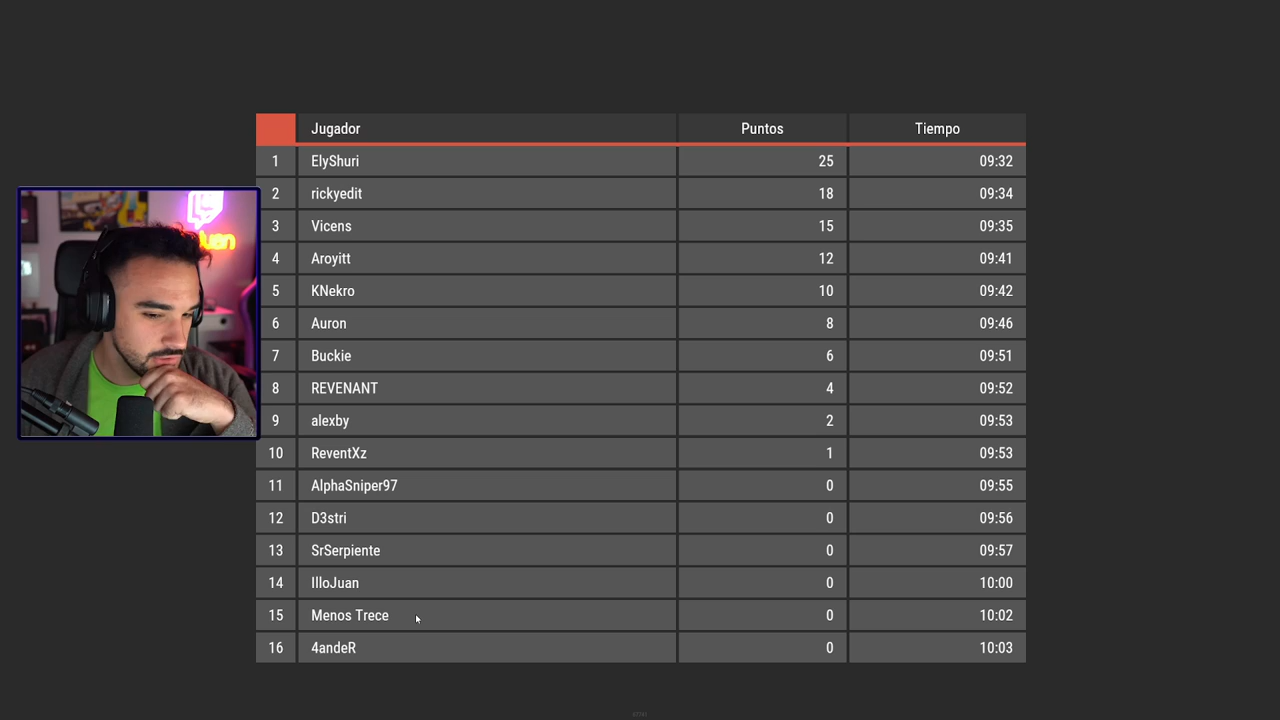 Jugador Puntos Tiempo
1 ElyShuri 25 09:32
2 rickyedit 18 09:34
3 Vicens 15 09:35
4 Aroyitt 12 09:41
5 KNekro 10 09:42
6 Auron 8 09:46
7 Buckie 6 09:51
8 REVENANT 4 09:52
9 alexby 2 09:53
10 ReventXz 1 09:53
11 AlphaSniper97 0 09:55
12 D3stri 0 09:56
13 SrSerpiente 0 09:57
14 IlloJuan 0 10:00
15 Menos Trece 0 10:02
16 4andeR 0 10:03